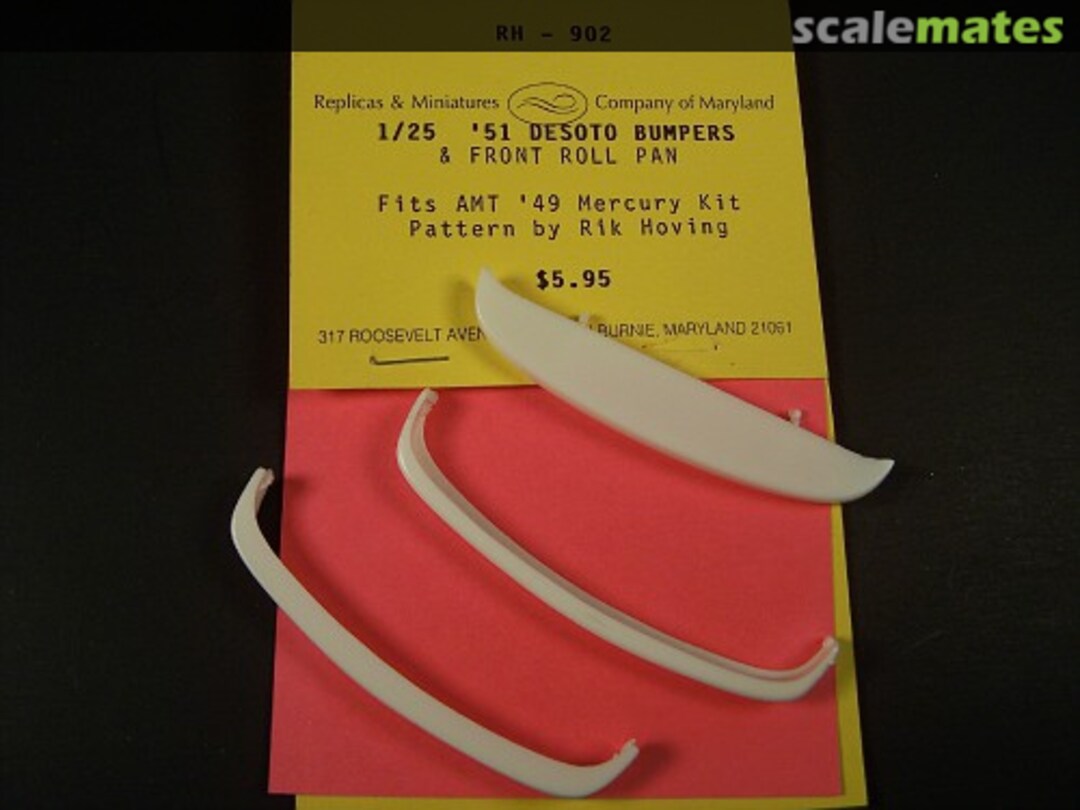 scalemates
RH - 902
Replicas & Miniatures Company of Maryland
1/25 '51 DESOTO BUMPERS
& FRONT ROLL PAN
Fits AMT '49 Mercury Kit
Pattern by Rik Hoving
$5.95
317 ROOSEVELT BURNIE, MARYLAND 21061